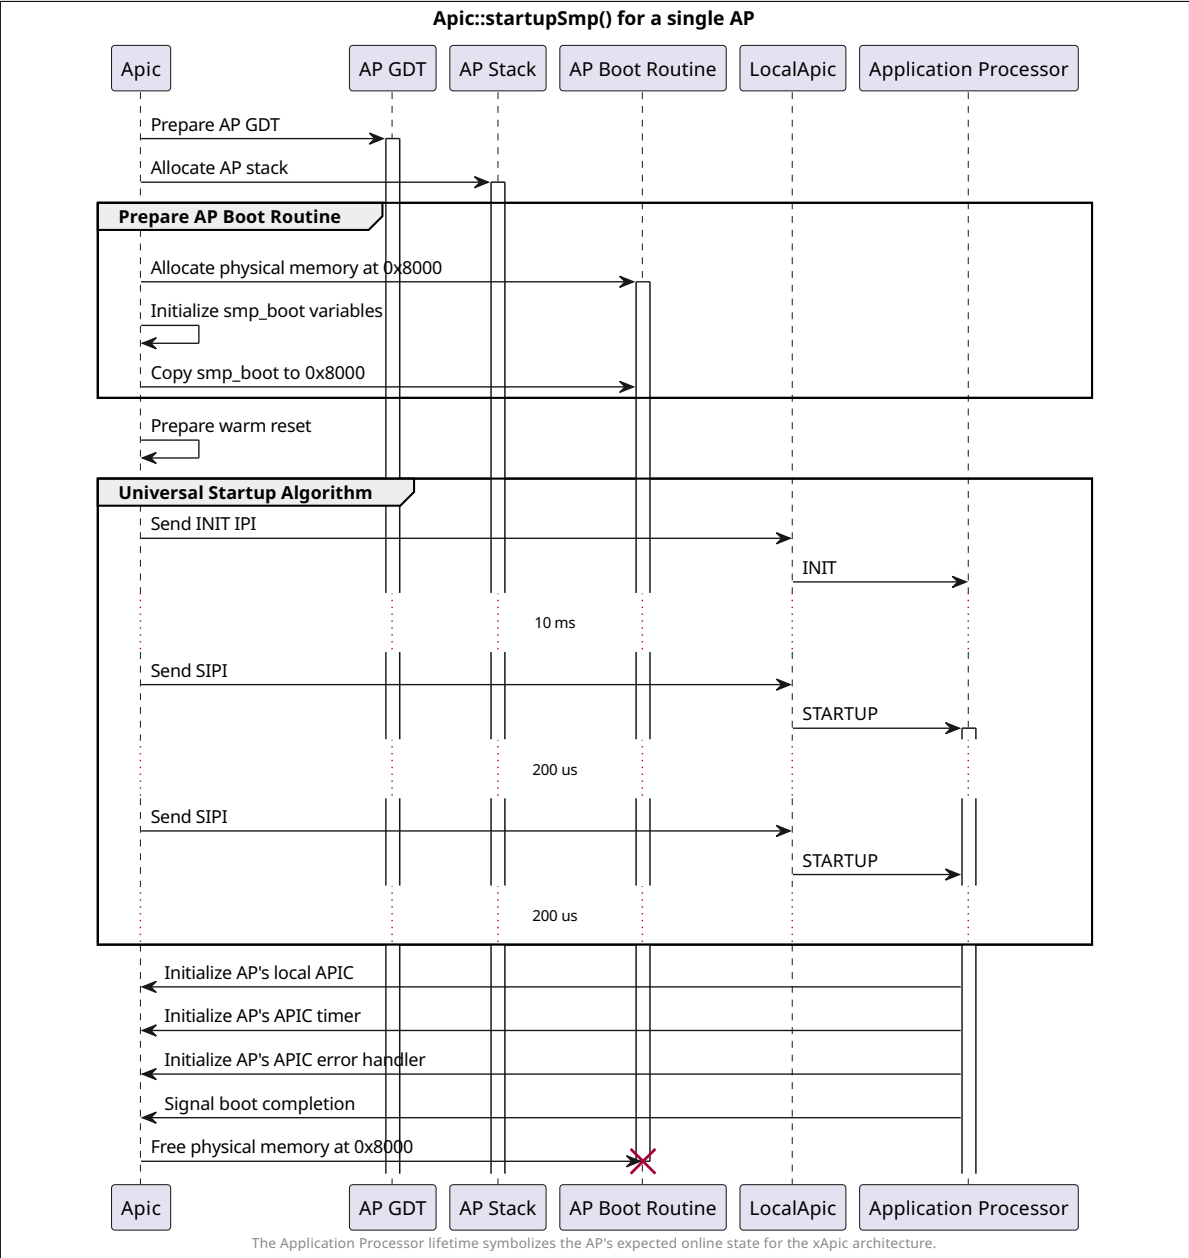 Apic::startupSmp() for a single AP
Apic
AP GDT
AP Stack
AP Boot Routine
LocalApic
Application Processor
Prepare AP GDT
Allocate AP stack
Prepare AP Boot Routine
Allocate physical memory at 0x8000
Initialize smp_boot variables
Copy smp_boot to 0x8000
Prepare warm reset
Universal Startup Algorithm
Send INIT IPI
INIT
10 ms
Send SIPI
STARTUP
200 us
Send SIPI
STARTUP
200 us
Initialize AP's local APIC
Initialize AP's APIC timer
Initialize AP's APIC error handler
Signal boot completion
Free physical memory at 0x8000
Apic
AP GDT
AP Stack
AP Boot Routine
LocalApic
Application Processor
The Application Processor lifetime symbolizes the AP's expected online state for the xApic architecture.